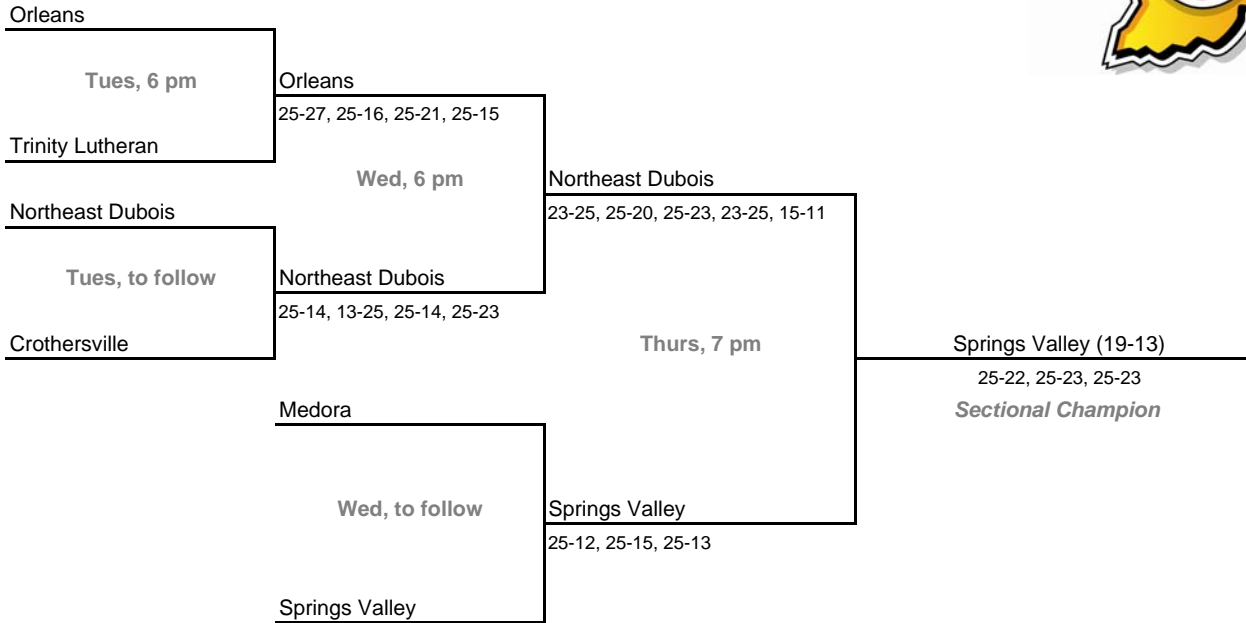 Orleans
Tues, 6 pm
Orleans
25-27, 25-16, 25-21, 25-15
Trinity Lutheran
Wed, 6 pm
Northeast Dubois
Northeast Dubois
23-25, 25-20, 25-23, 23-25, 15-11
Tues, to follow
Northeast Dubois
25-14, 13-25, 25-14, 25-23
Crothersville
Thurs, 7 pm
Springs Valley (19-13)
25-22, 25-23, 25-23
Medora
Sectional Champion
Wed, to follow
Springs Valley
25-12, 25-15, 25-13
Springs Valley